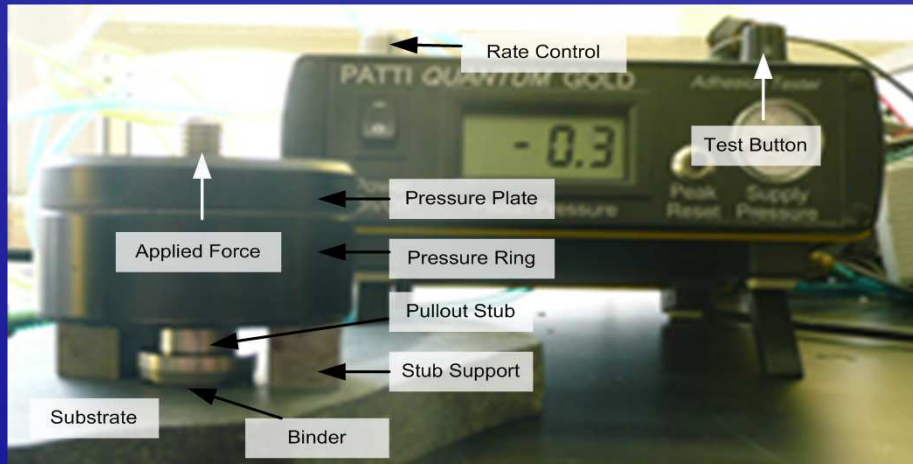 Rate Control
PATTI QUANTUM GOLD
Adhesion Tester
- 0.3
Test Button
Pressure Plate
Peak
Reset
Supply
Pressure
Applied Force
Pressure Ring
Pullout Stub
Stub Support
Substrate
Binder